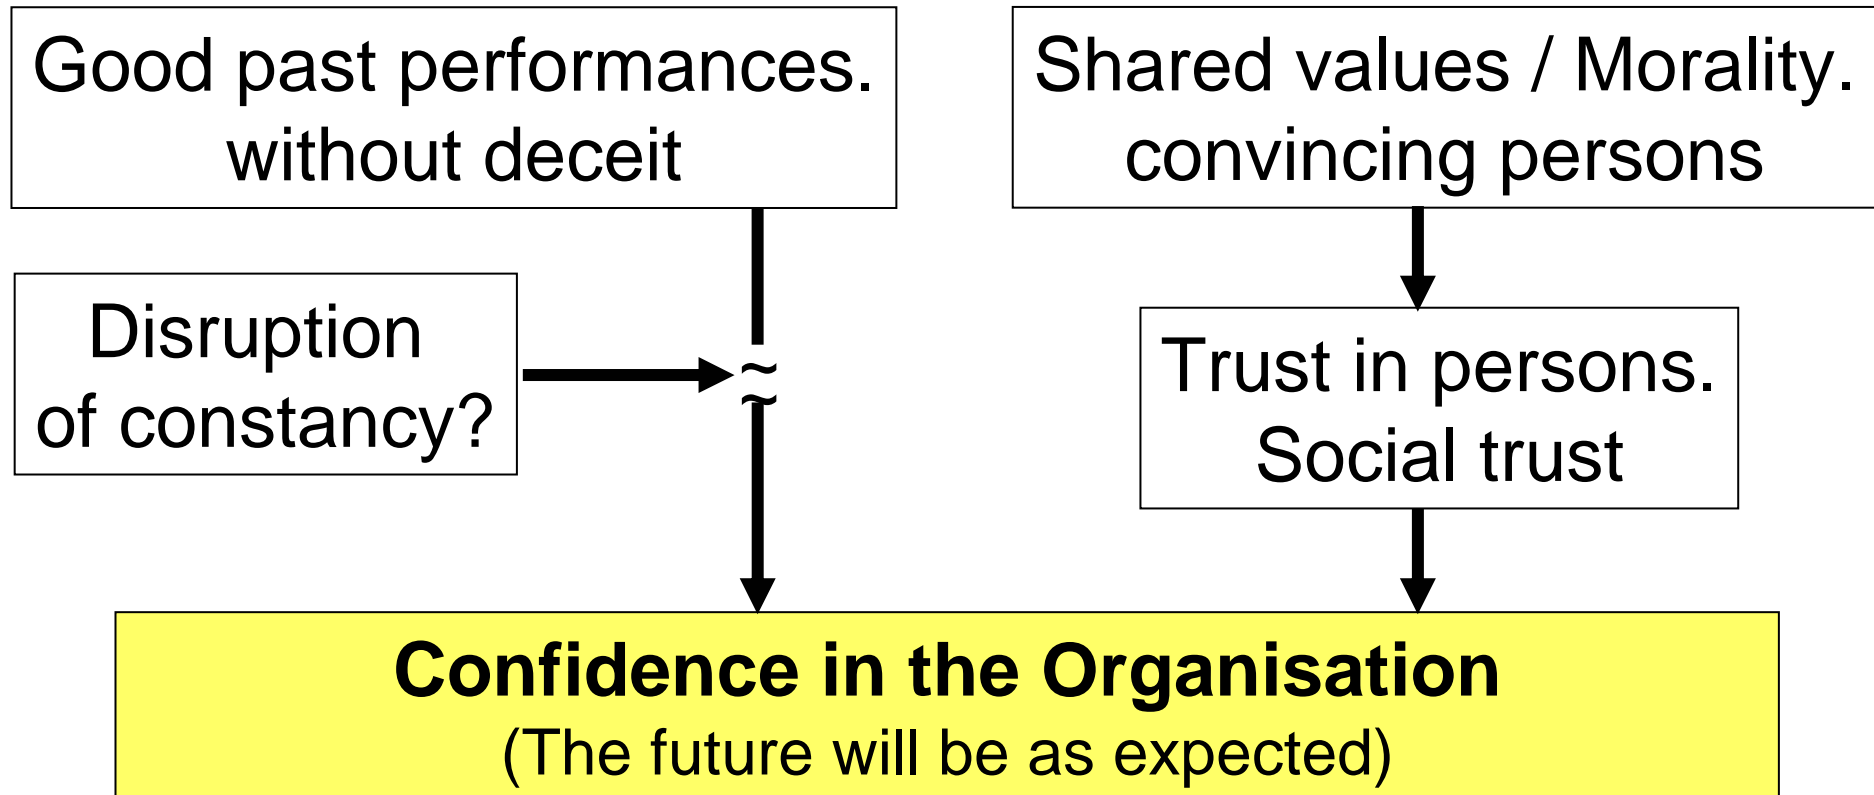 Good past performances.
without deceit
Shared values / Morality.
convincing persons
Disruption
of constancy?
≈
Trust in persons.
Social trust
Confidence in the Organisation
(The future will be as expected)